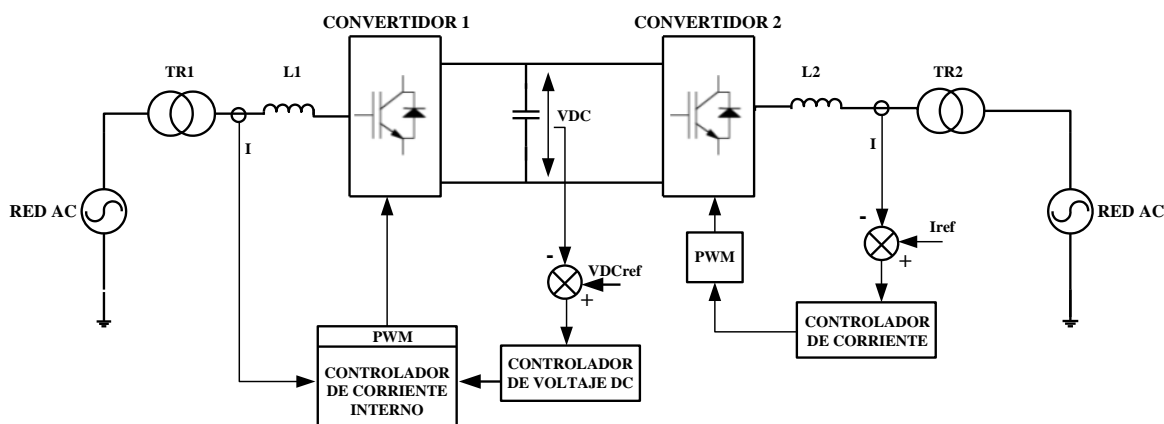 CONVERTIDOR 1
CONVERTIDOR 2
TR1
L1
L2
TR2
VDC
I
I
RED AC
RED AC
-
Iref
+
PWM
-
VDCref
+
PWM
CONTROLADOR
DE CORRIENTE
INTERNO
CONTROLADOR
DE VOLTAJE DC
CONTROLADOR
DE CORRIENTE